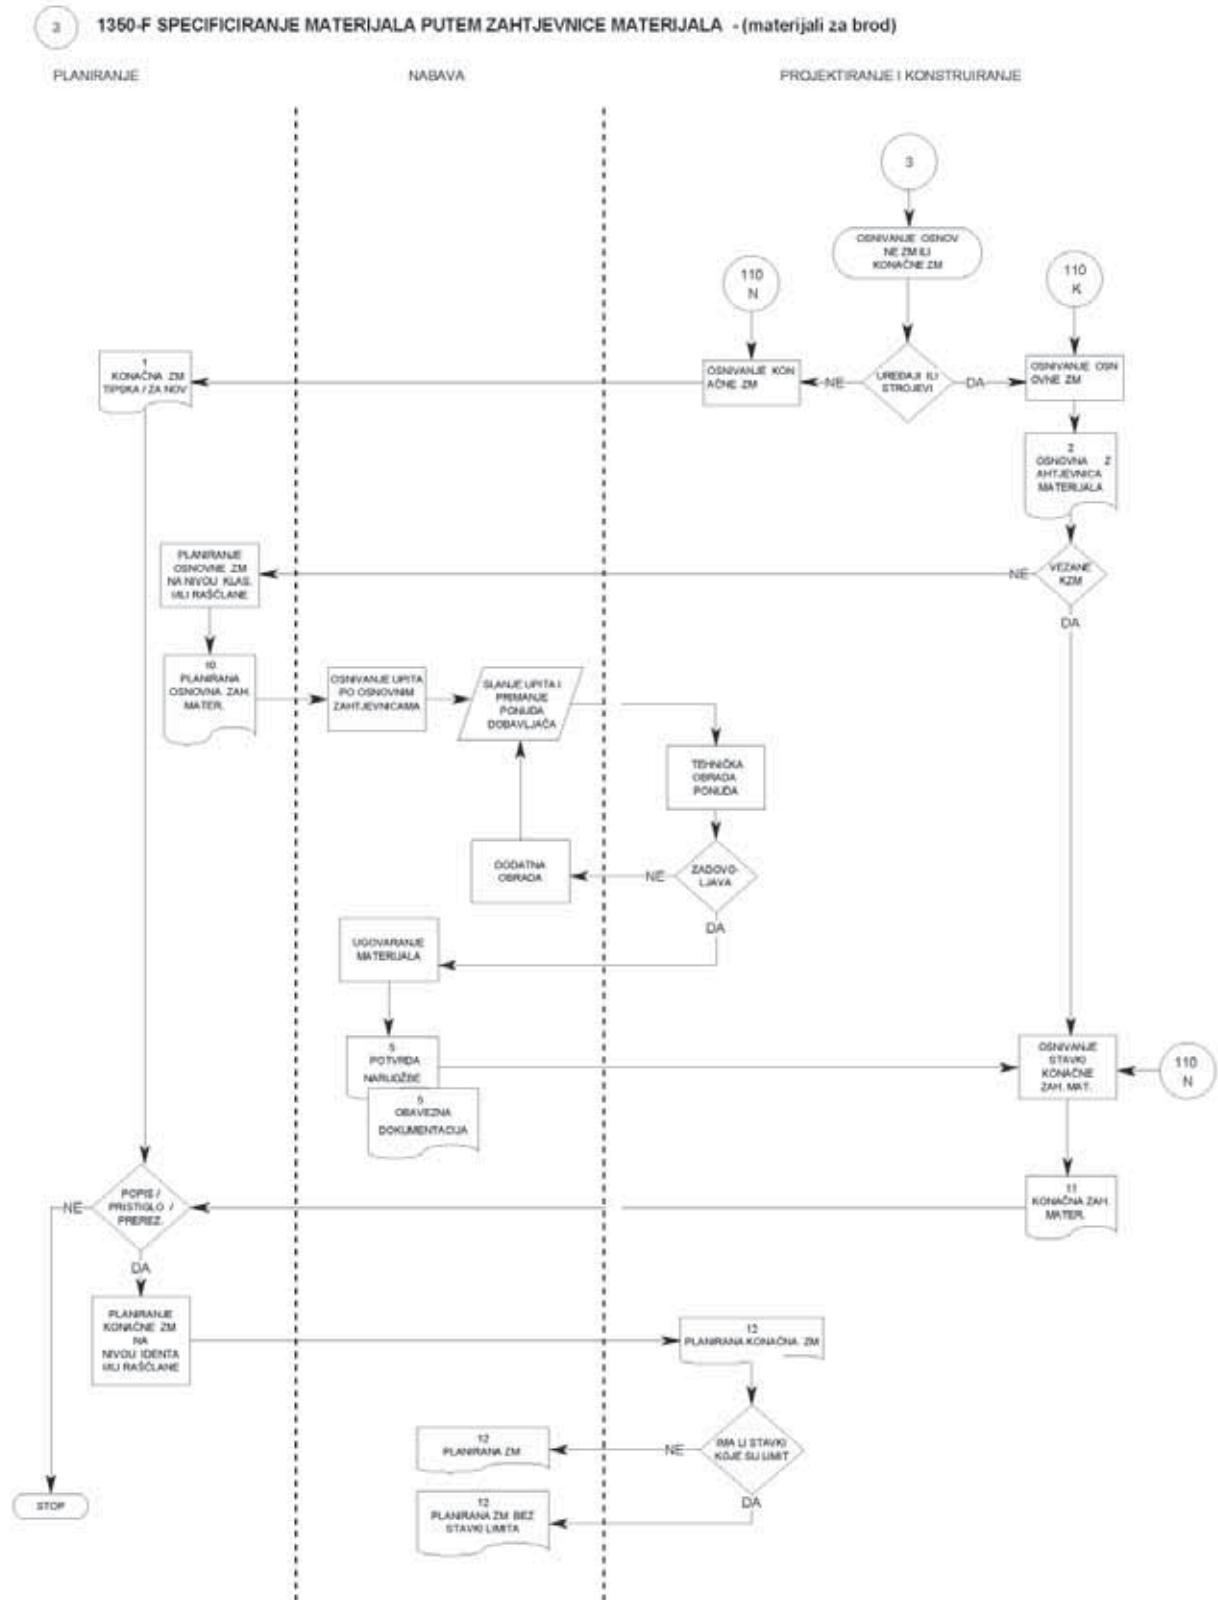 3 1350-F SPECIFICIRANJE MATERIJALA PUTEM ZAHTJEVNICE MATERIJALA - (materijali za brod)
PLANIRANJE
NABAVA
PROJEKTIRANJE I KONSTRUIRANJE
3
OSNIVANJE OSNOV
NE ZM ILI
KONAČNE ZM
110
N
110
K
1
KONAČNA ZM
TIPSKA / ZA NOV
OSNIVANJE KON
AČNE ZM
NE
UREĐAJI ILI
STROJEVI
DA
OSNIVANJE OSN
OVNE ZM
2
OSNOVNA Z
AHTJEVNICA
MATERIJALA
PLANIRANJE
OSNOVNE ZM
NA NIVOU KLAS.
I/ILI RAŠČLANE
NE
VEZANE
KZM
DA
10
PLANIRANA
OSNOVNA ZAH.
MATER.
OSNIVANJE UPITA
PO OSNOVNIM
ZAHTJEVNICAMA
SLANJE UPITA I
PRIMANJE
PONUDA
DOBAVLJAČA
TEHNIČKA
OBRADA
PONUDA
DODATNA
OBRADA
NE
ZADOVO-
LJAVA
DA
UGOVARANJE
MATERIJALA
5
POTVRDA
NARUDŽBE
5
OBAVEZNA
DOKUMENTACIJA
OSNIVANJE
STAVKI
KONAČNE
ZAH. MAT.
110
N
NE
POPIS /
PRISTIGLO /
PREREZ.
DA
11
KONAČNA ZAH.
MATER.
PLANIRANJE
KONAČNE ZM
NA
NIVOU IDENTA
I/ILI RAŠČLANE
12
PLANIRANA KONAČNA ZM
12
PLANIRANA ZM
NE
IMA LI STAVKI
KOJE SU LIMIT
DA
12
PLANIRANA ZM BEZ
STAVKI LIMITA
STOP